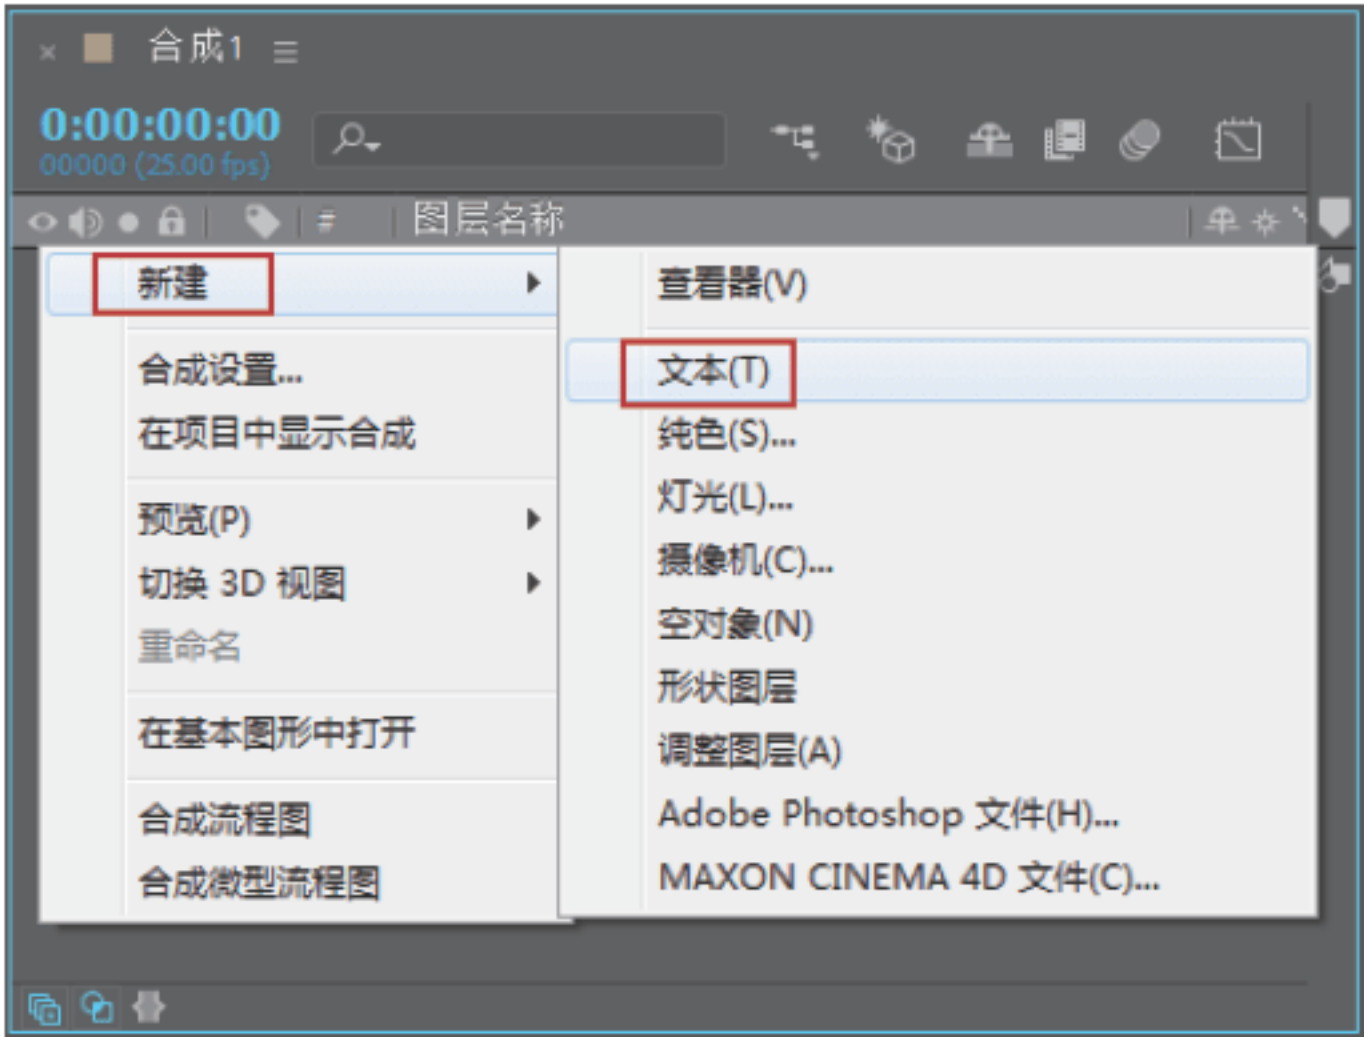 合成1
0:00:00:00
00000 (25.00 fps)
# 图层名称
新建
合成设置...
在项目中显示合成
预览(P)
切换 3D 视图
重命名
在基本图形中打开
合成流程图
合成微型流程图
查看器(V)
文本(T)
纯色(S)...
灯光(L)...
摄像机(C)...
空对象(N)
形状图层
调整图层(A)
Adobe Photoshop 文件(H)...
MAXON CINEMA 4D 文件(C)...